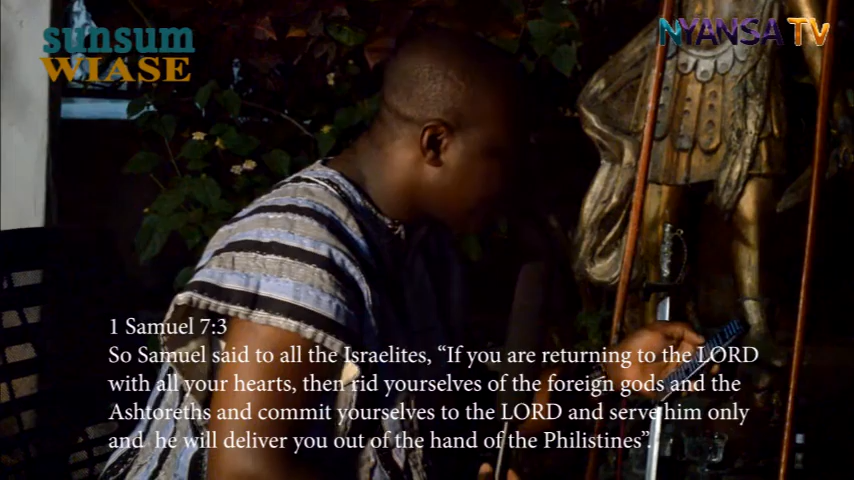 sunsum
WIASE
NYANSA TV
1 Samuel 7:3
So Samuel said to all the Israelites, “If you are returning to the LORD
with all your hearts, then rid yourselves of the foreign gods and the
Ashtoreths and commit yourselves to the LORD and serve him only
and  he will deliver you out of the hand of the Philistines”.